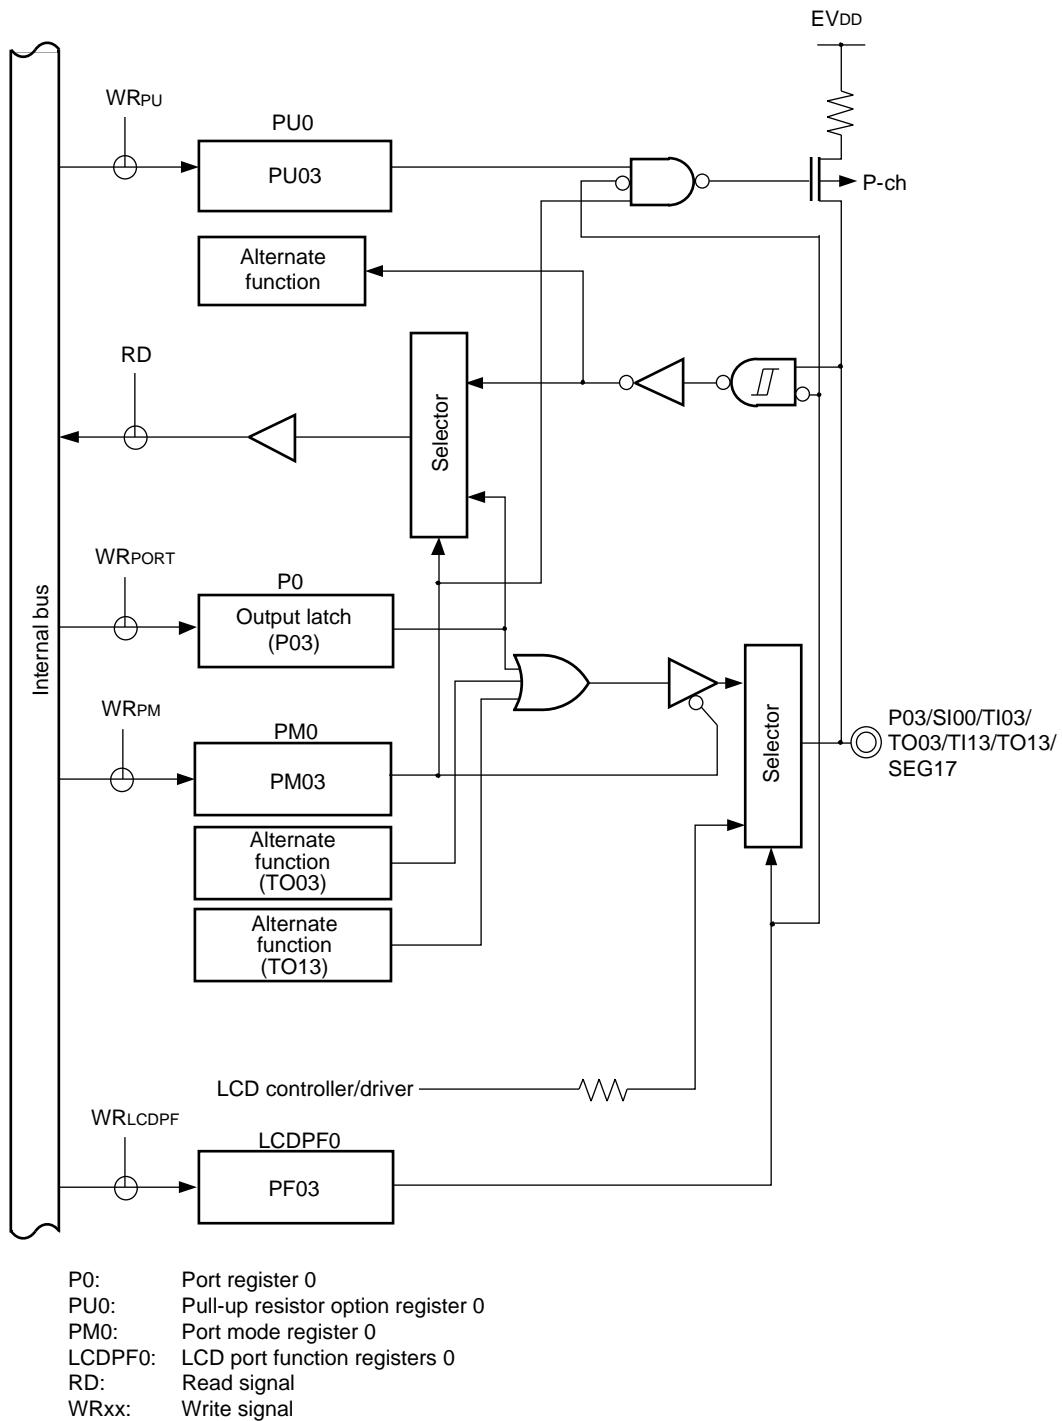 EVDD
WRPU
PU0
PU03
P-ch
Alternate
function
RD
Selector
WRPORT
P0
Output latch
(P03)
Internal bus
WRPM
PM0
PM03
Selector
P03/SI00/TI03/
TO03/TI13/TO13/
SEG17
Alternate
function
(TO03)
Alternate
function
(TO13)
LCD controller/driver
WRLCDPF
LCDPF0
PF03
P0: Port register 0
PU0: Pull-up resistor option register 0
PM0: Port mode register 0
LCDPF0: LCD port function registers 0
RD: Read signal
WRxx: Write signal